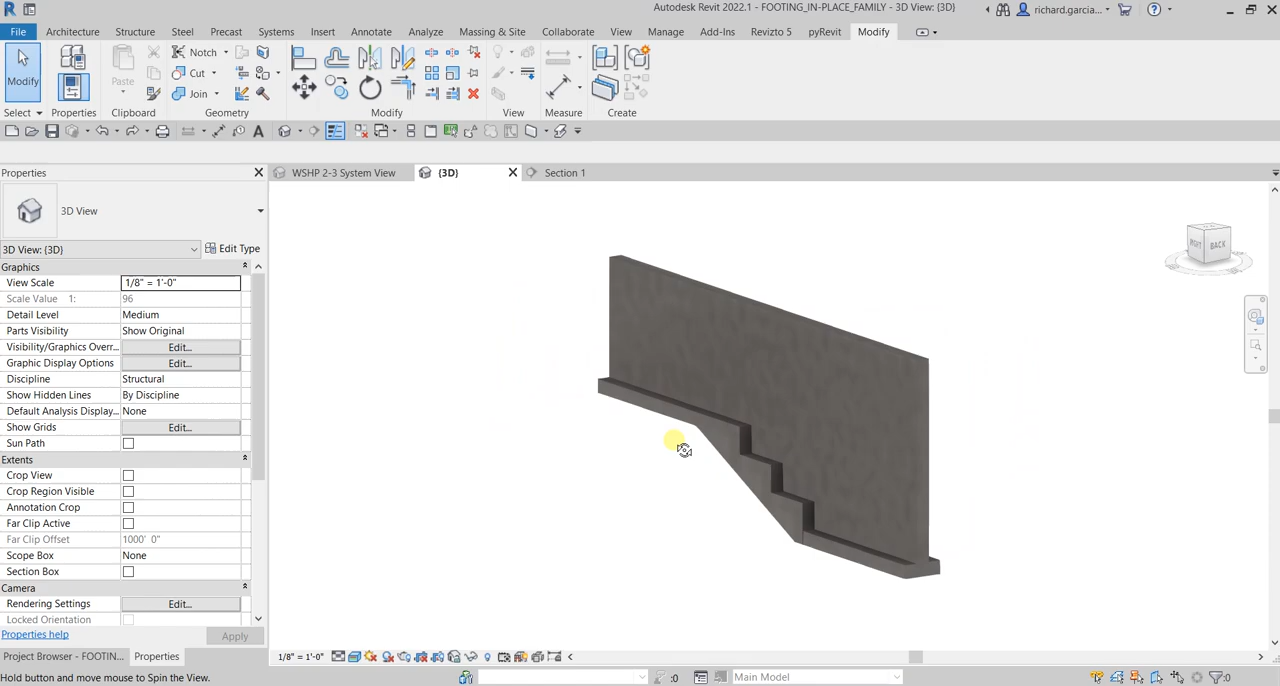 Autodesk Revit 2022.1 - FOOTING_IN-PLACE_FAMILY - 3D View: {3D}
richard.garcia...
File Architecture Structure Steel Precast Systems Insert Annotate Analyze Massing & Site Collaborate View Manage Add-Ins Revizto 5 pyRevit Modify
Modify
Paste
Notch
Cut
Join
Select Properties Clipboard Geometry Modify View Measure Create
Properties
WSHP 2-3 System View
{3D}
Section 1
3D View
3D View: {3D}
Edit Type
Graphics
View Scale 1/8" = 1'-0"
Scale Value 1: 96
Detail Level Medium
Parts Visibility Show Original
Visibility/Graphics Overr... Edit...
Graphic Display Options Edit...
Discipline Structural
Show Hidden Lines By Discipline
Default Analysis Display... None
Show Grids Edit...
Sun Path
Extents
Crop View
Crop Region Visible
Annotation Crop
Far Clip Active
Far Clip Offset 1000' 0"
Scope Box None
Section Box
Camera
Rendering Settings Edit...
Locked Orientation
Properties help
Apply
BACK
Project Browser - FOOTIN...
Properties
1/8" = 1'-0"
Hold button and move mouse to Spin the View.
:0
Main Model
:0